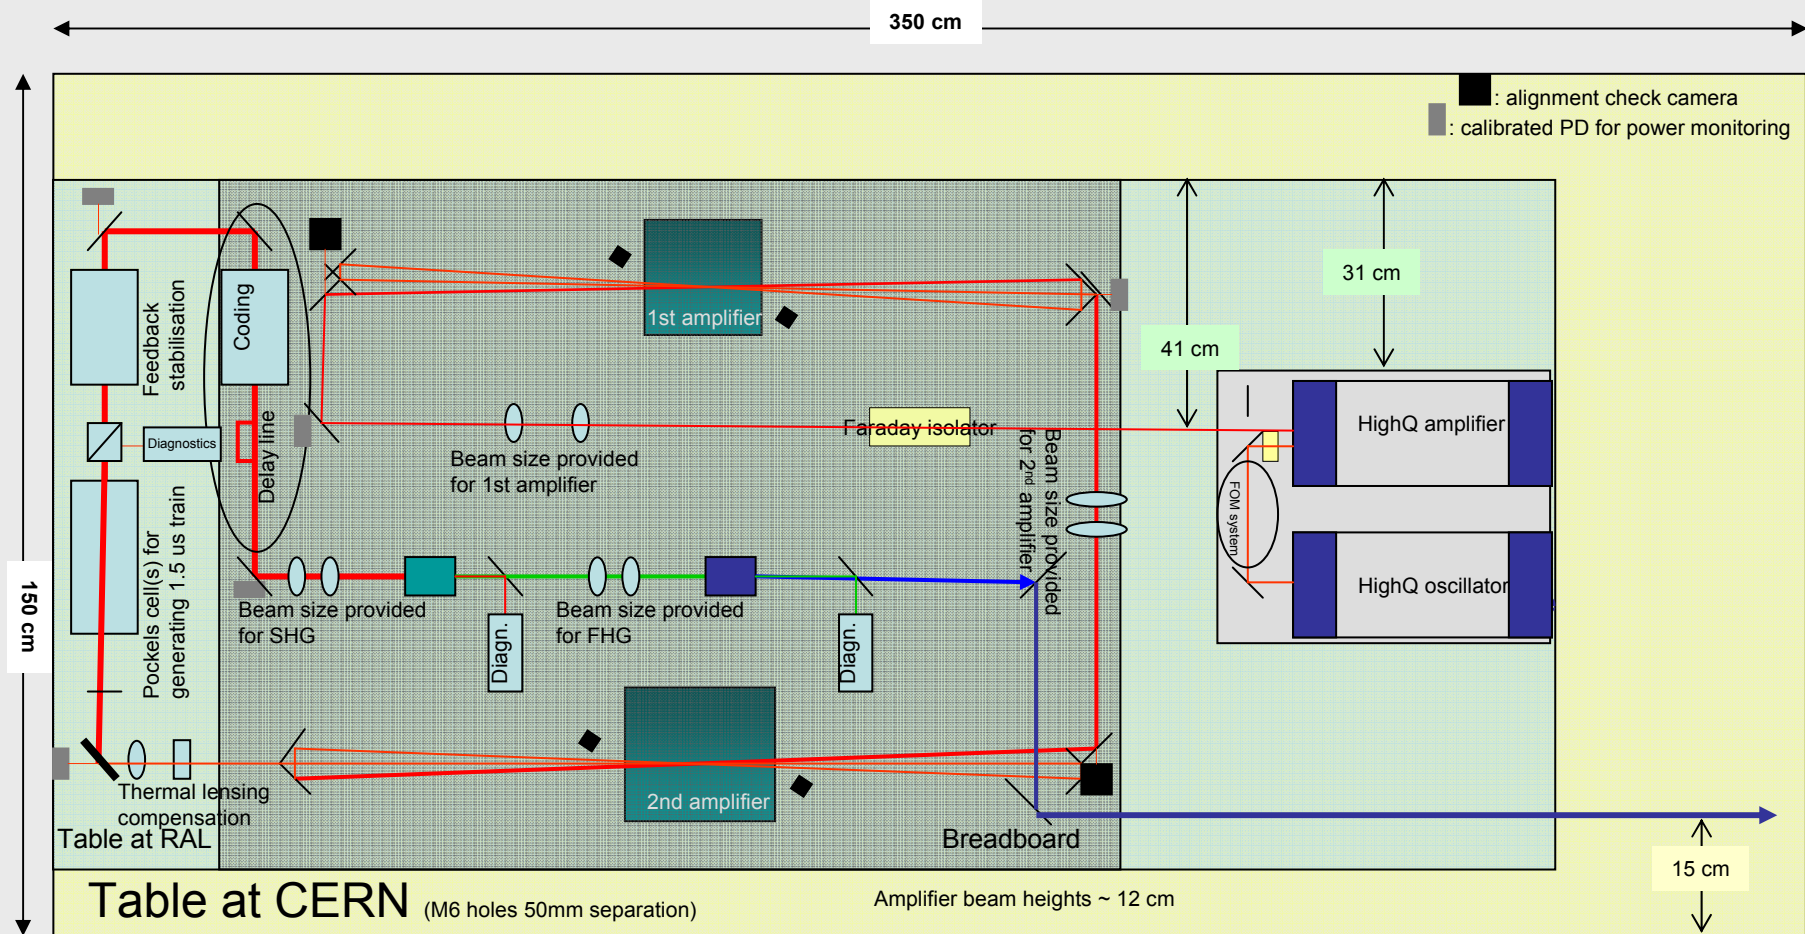 350 cm
: alignment check camera
: calibrated PD for power monitoring
31 cm
41 cm
150 cm
Feedback
stabilisation
Coding
1st amplifier
Diagnostics
Delay line
Faraday isolator
HighQ amplifier
Beam size provided
for 1st amplifier
Beam size provided
for 2nd amplifier
FOM system
Pockels cell(s) for
generating 1.5 us train
HighQ oscillator
Beam size provided
for SHG
Beam size provided
for FHG
Diagn.
Diagn.
Thermal lensing
compensation
2nd amplifier
Table at RAL
Breadboard
15 cm
Table at CERN (M6 holes 50mm separation)
Amplifier beam heights ~ 12 cm